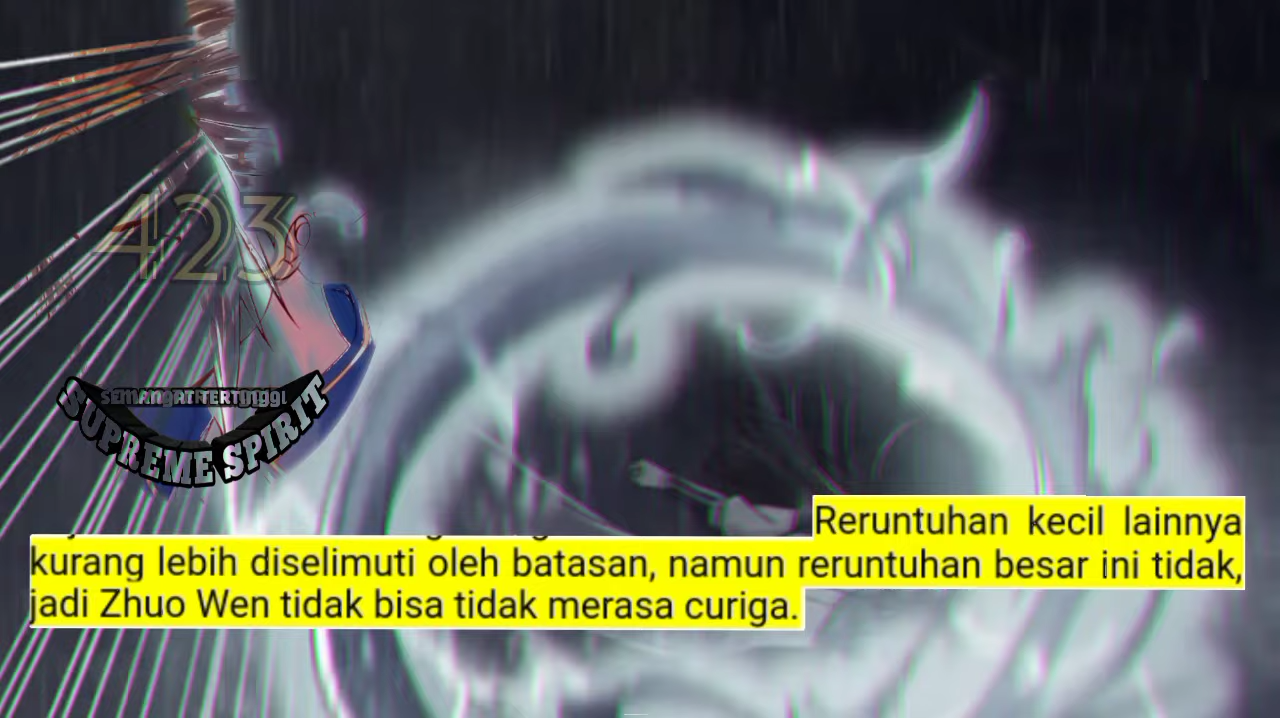 423
SEMANGAT TERTINGGI
SUPREME SPIRIT
Reruntuhan kecil lainnya
kurang lebih diselimuti oleh batasan, namun reruntuhan besar ini tidak,
jadi Zhuo Wen tidak bisa tidak merasa curiga.